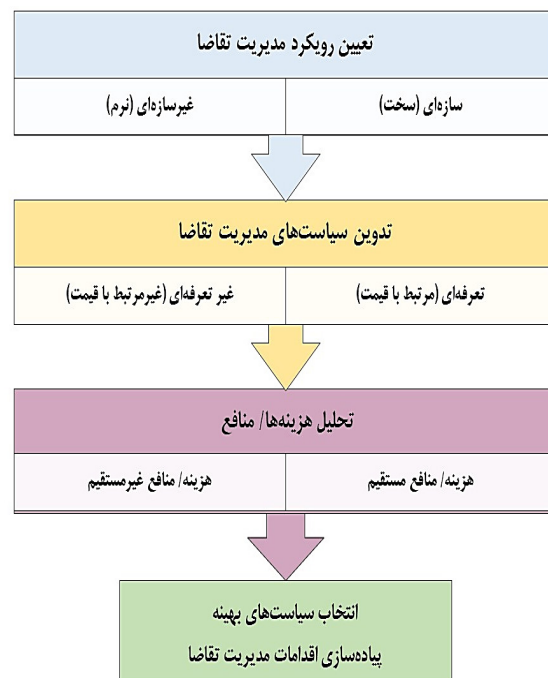 تعیین رویکرد مدیریت تقاضا
سازه‌ای (سخت)
غیرسازه‌ای (نرم)
تدوین سیاست‌های مدیریت تقاضا
تعرفه‌ای (مرتبط با قیمت)
غیر تعرفه‌ای (غیرمرتبط با قیمت)
تحلیل هزینه‌ها/ منافع
هزینه/ منافع مستقیم
هزینه/ منافع غیرمستقیم
انتخاب سیاست‌های بهینه
پیاده‌سازی اقدامات مدیریت تقاضا